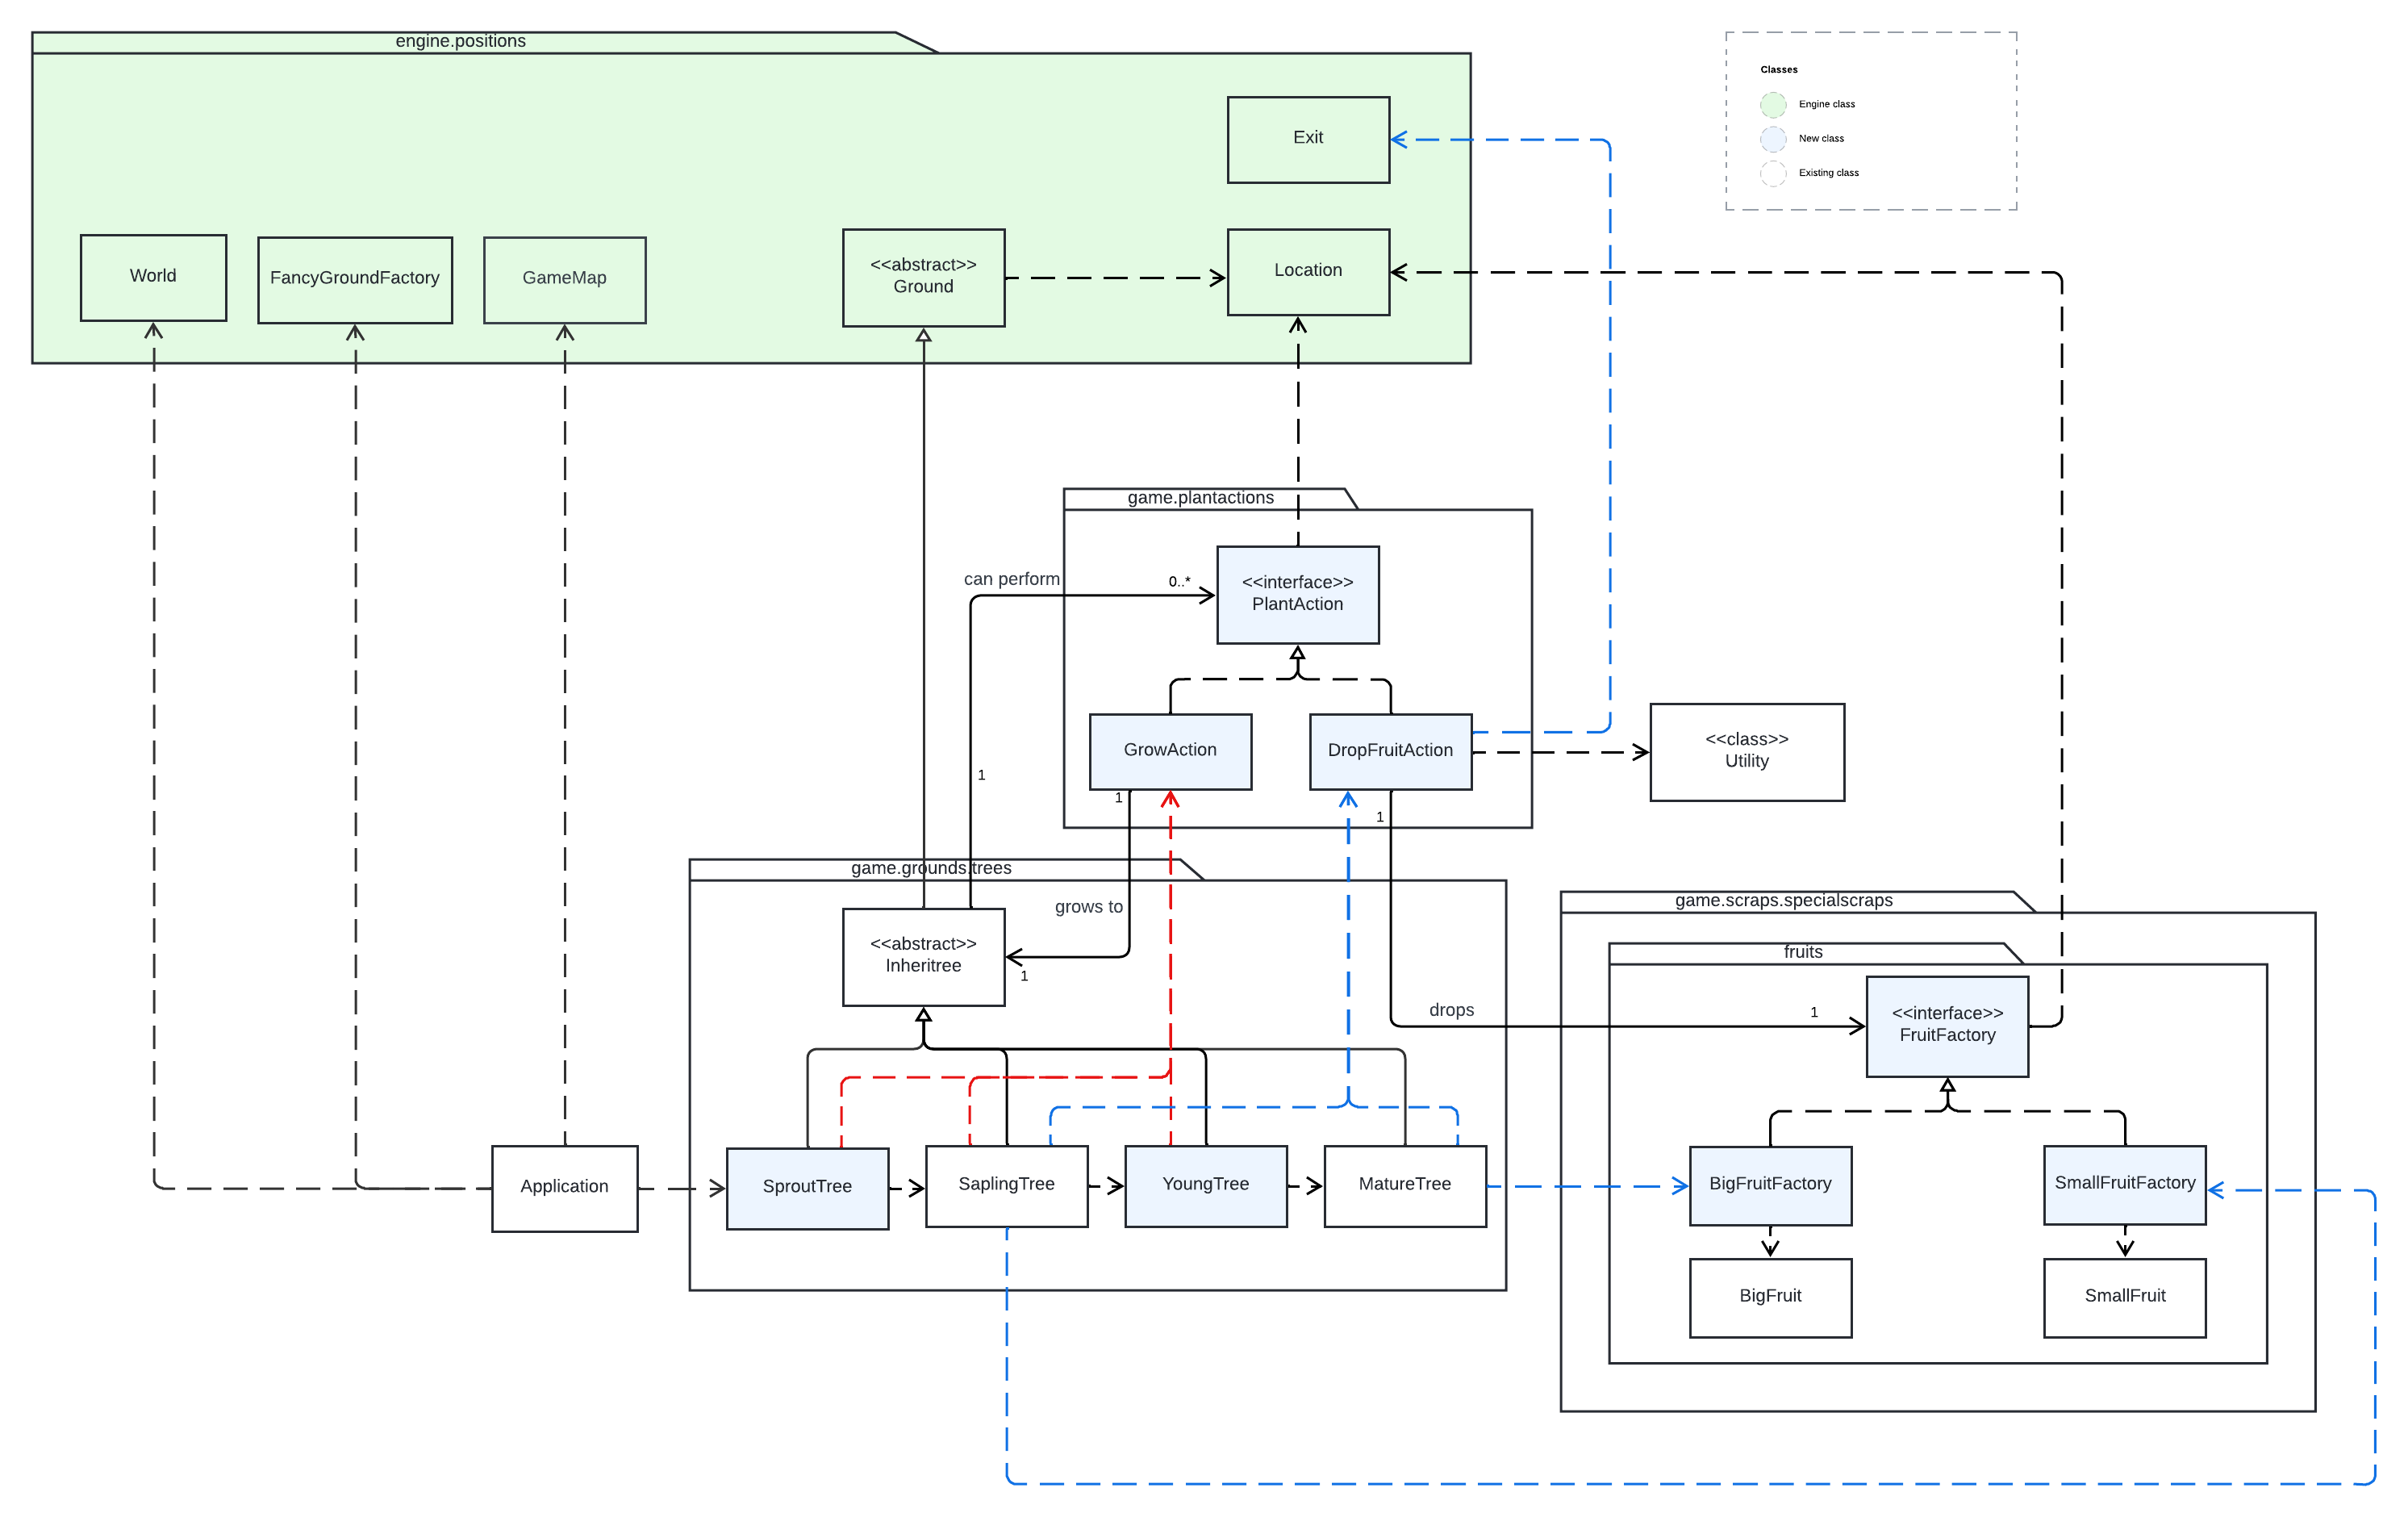 engine.positions
Classes
Engine class
New class
Existing class
Exit
World
FancyGroundFactory
GameMap
<<abstract>>
Ground
Location
game.plantactions
can perform
0..*
<<interface>>
PlantAction
1
GrowAction
DropFruitAction
<<class>>
Utility
1
1
game.grounds.trees
grows to
<<abstract>>
Inheritree
1
game.scraps.specialscraps
fruits
drops
1
<<interface>>
FruitFactory
Application
SproutTree
SaplingTree
YoungTree
MatureTree
BigFruitFactory
SmallFruitFactory
BigFruit
SmallFruit